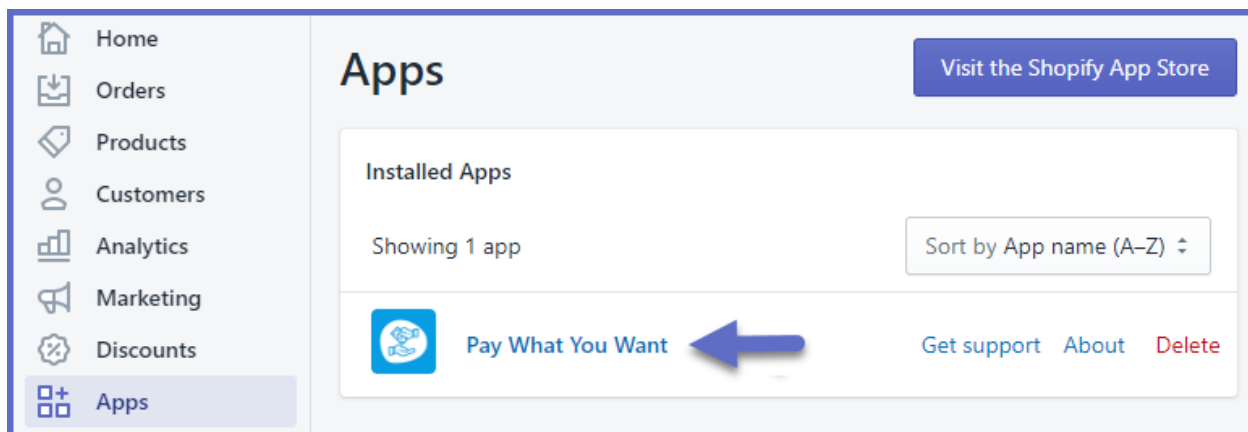 Home
Orders
Products
Customers
Analytics
Marketing
Discounts
Apps
Apps
Visit the Shopify App Store
Installed Apps
Showing 1 app
Sort by App name (A–Z)
Pay What You Want
Get support About Delete